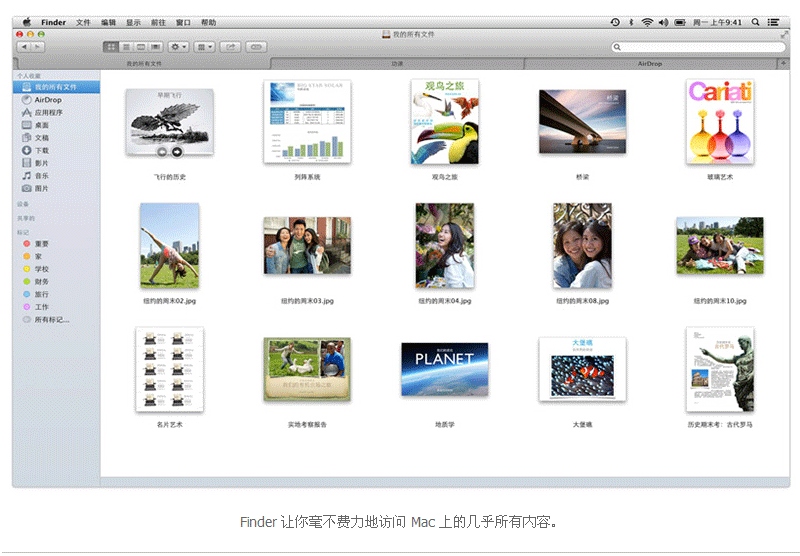 Finder 文件 编辑 显示 前往 窗口 帮助 周一 上午9:41
我的所有文件
我的所有文件 功课 AirDrop
个人收藏
我的所有文件
AirDrop
应用程序
桌面
文稿
下载
影片
音乐
图片
设备
共享的
标记
重要
家
学校
财务
旅行
工作
所有标记...
早期飞行
飞行的历史
BIG STAR SOLAR
列阵系统
观鸟之旅
观鸟之旅
桥梁
桥梁
Cariati
玻璃艺术
纽约的周末02.jpg
纽约的周末03.jpg
纽约的周末04.jpg
纽约的周末08.jpg
纽约的周末10.jpg
名片艺术
实地考察报告
PLANET
地质学
大堡礁
大堡礁
古代罗马
历史期末考：古代罗马
Finder 让你毫不费力地访问 Mac 上的几乎所有内容。